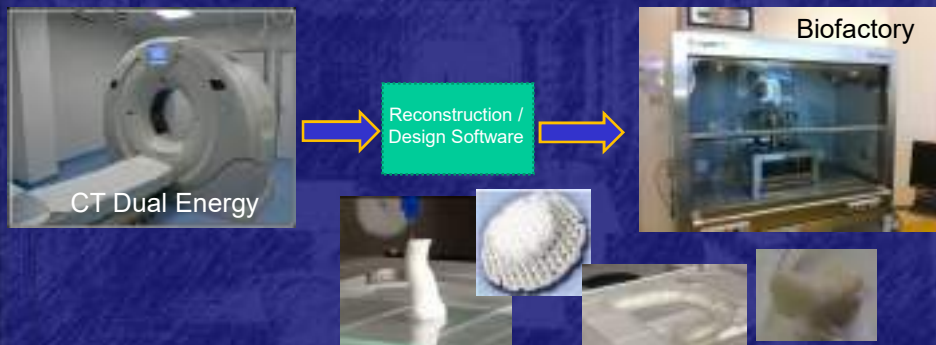 Biofactory
Reconstruction /
Design Software
CT Dual Energy